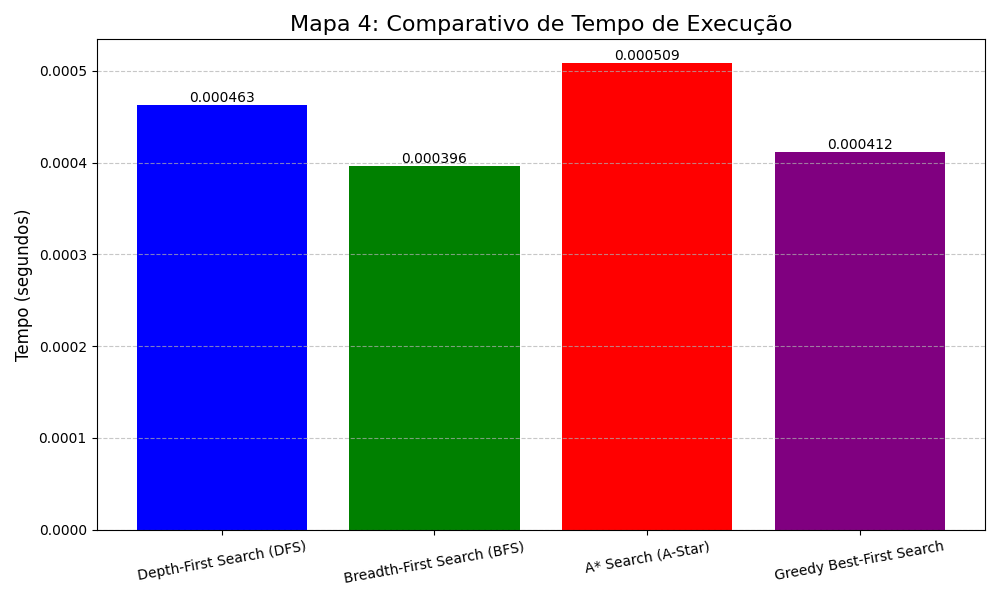 Mapa 4: Comparativo de Tempo de Execução
Tempo (segundos)
0.0005
0.0004
0.0003
0.0002
0.0001
0.0000
0.000463
0.000396
0.000509
0.000412
Depth-First Search (DFS)
Breadth-First Search (BFS)
A* Search (A-Star)
Greedy Best-First Search